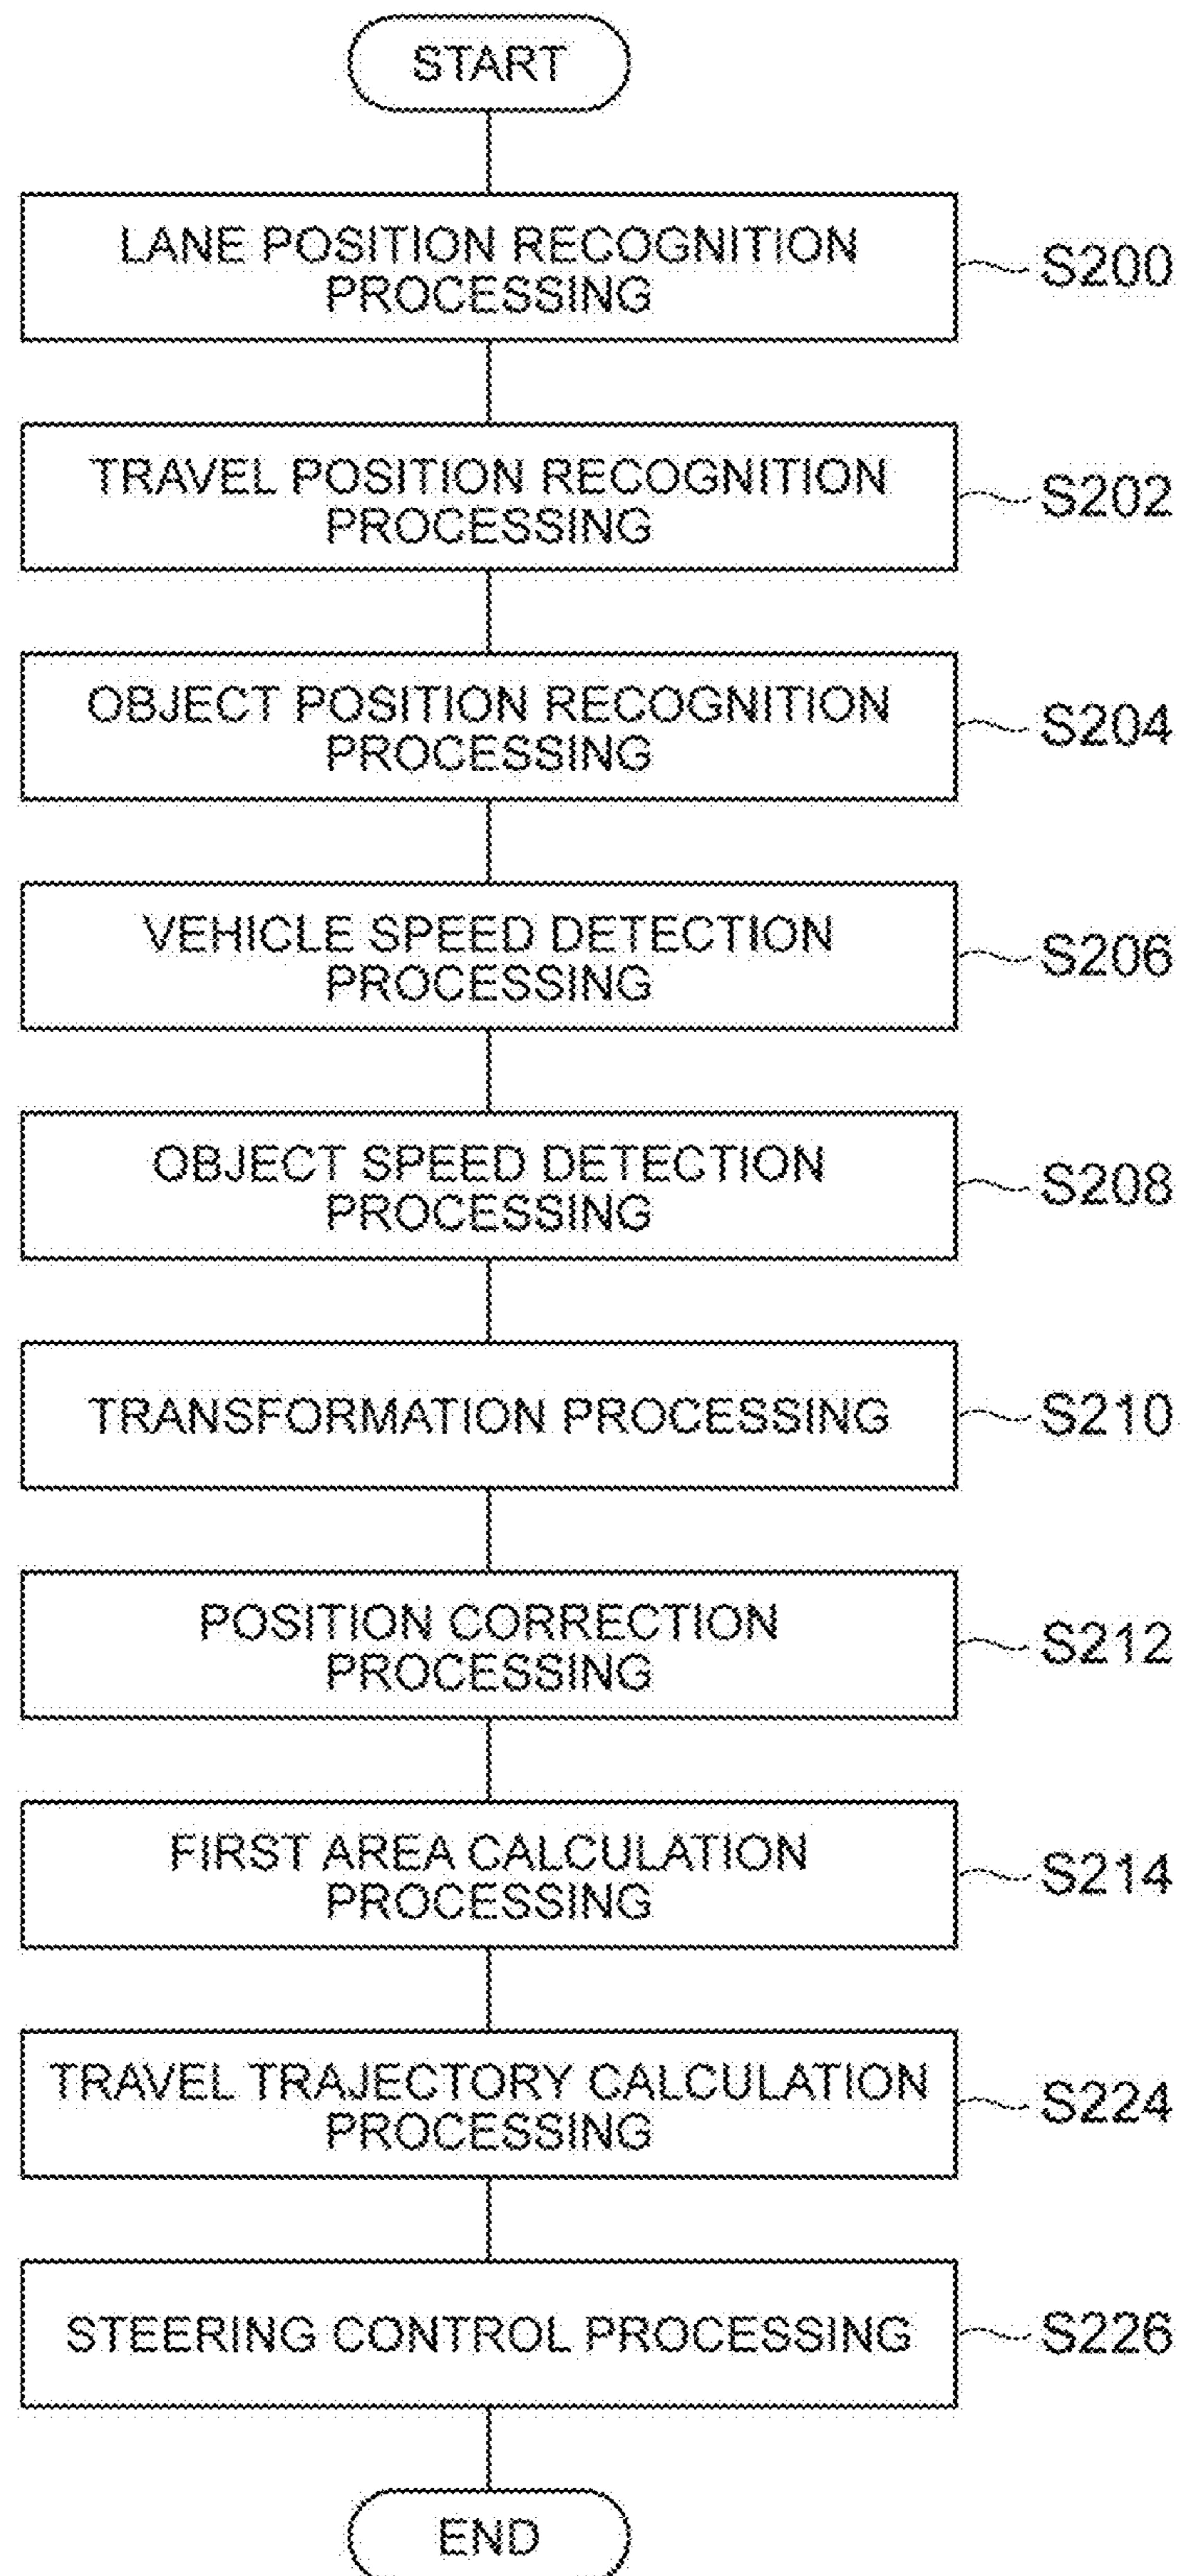 START
LANE POSITION RECOGNITION
PROCESSING
S200
TRAVEL POSITION RECOGNITION
PROCESSING
S202
OBJECT POSITION RECOGNITION
PROCESSING
S204
VEHICLE SPEED DETECTION
PROCESSING
S206
OBJECT SPEED DETECTION
PROCESSING
S208
TRANSFORMATION PROCESSING
S210
POSITION CORRECTION
PROCESSING
S212
FIRST AREA CALCULATION
PROCESSING
S214
TRAVEL TRAJECTORY CALCULATION
PROCESSING
S224
STEERING CONTROL PROCESSING
S226
END